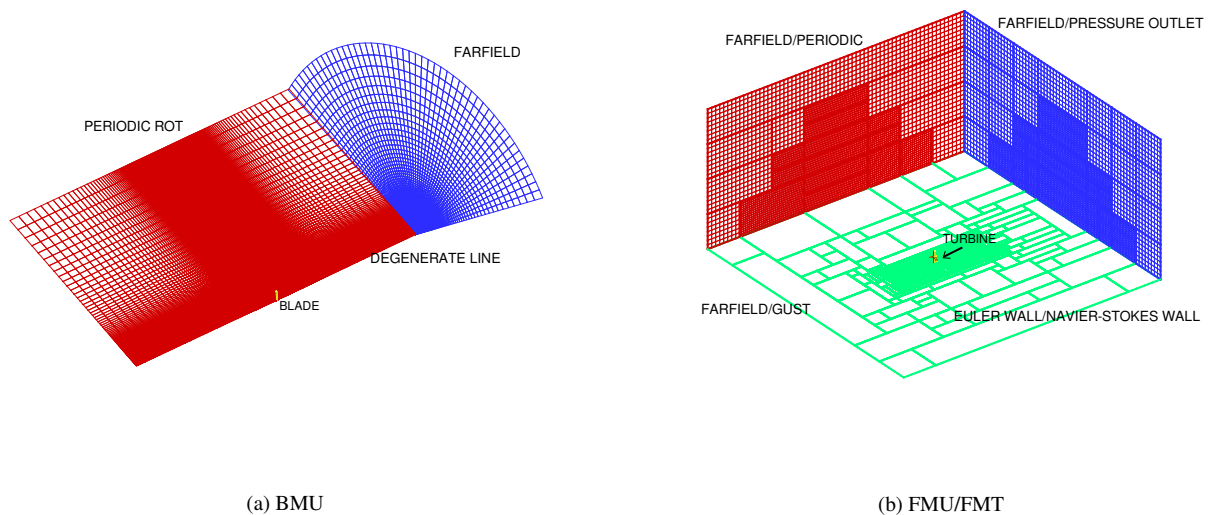 FARFIELD
PERIODIC ROT
DEGENERATE LINE
BLADE
(a) BMU
FARFIELD/PRESSURE OUTLET
FARFIELD/PERIODIC
TURBINE
FARFIELD/GUST
EULER WALL/NAVIER-STOKES WALL
(b) FMU/FMT